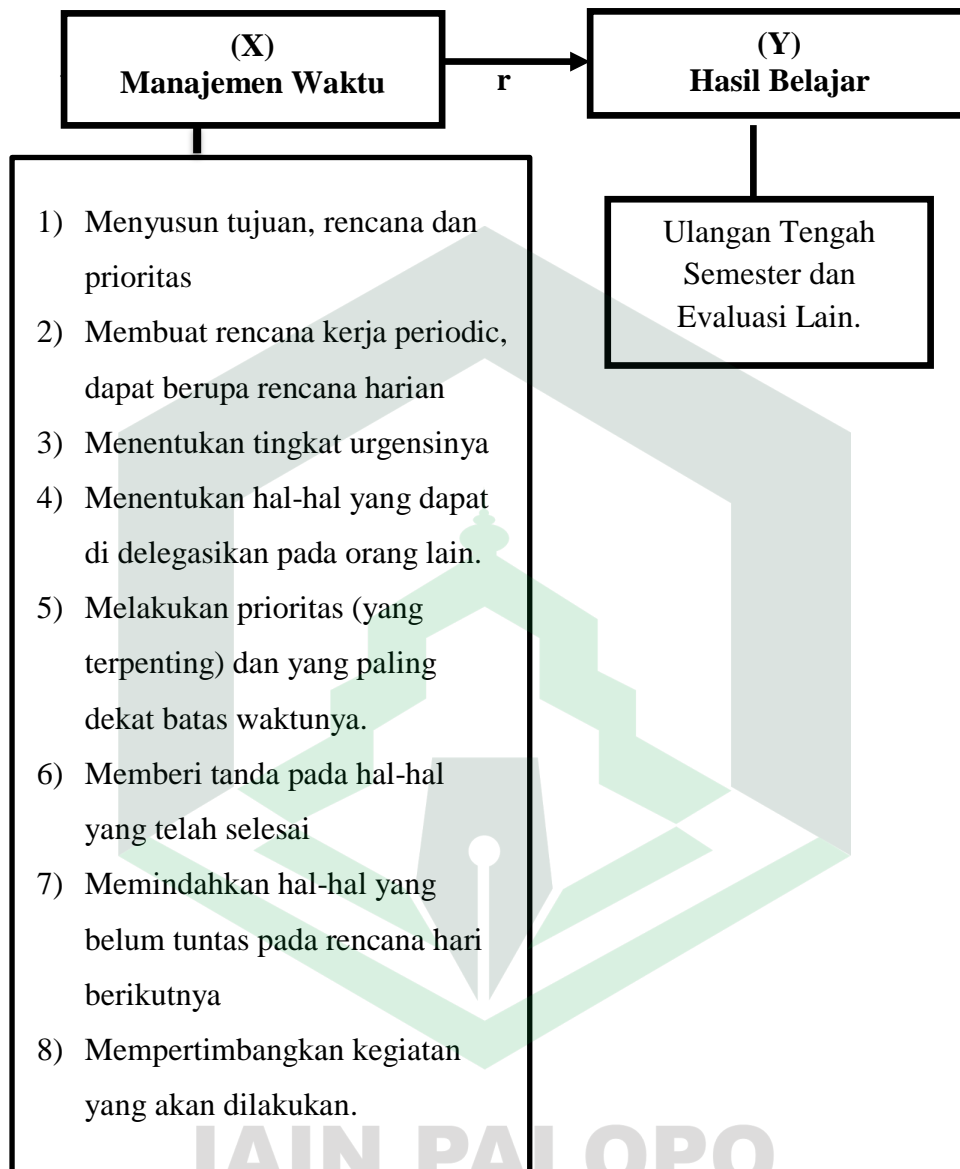 (X)
Manajemen Waktu
r
(Y)
Hasil Belajar
1) Menyusun tujuan, rencana dan
prioritas
2) Membuat rencana kerja periodic,
dapat berupa rencana harian
3) Menentukan tingkat urgensinya
4) Menentukan hal-hal yang dapat
di delegasikan pada orang lain.
5) Melakukan prioritas (yang
terpenting) dan yang paling
dekat batas waktunya.
6) Memberi tanda pada hal-hal
yang telah selesai
7) Memindahkan hal-hal yang
belum tuntas pada rencana hari
berikutnya
8) Mempertimbangkan kegiatan
yang akan dilakukan.
Ulangan Tengah
Semester dan
Evaluasi Lain.
IAIN PALOPO